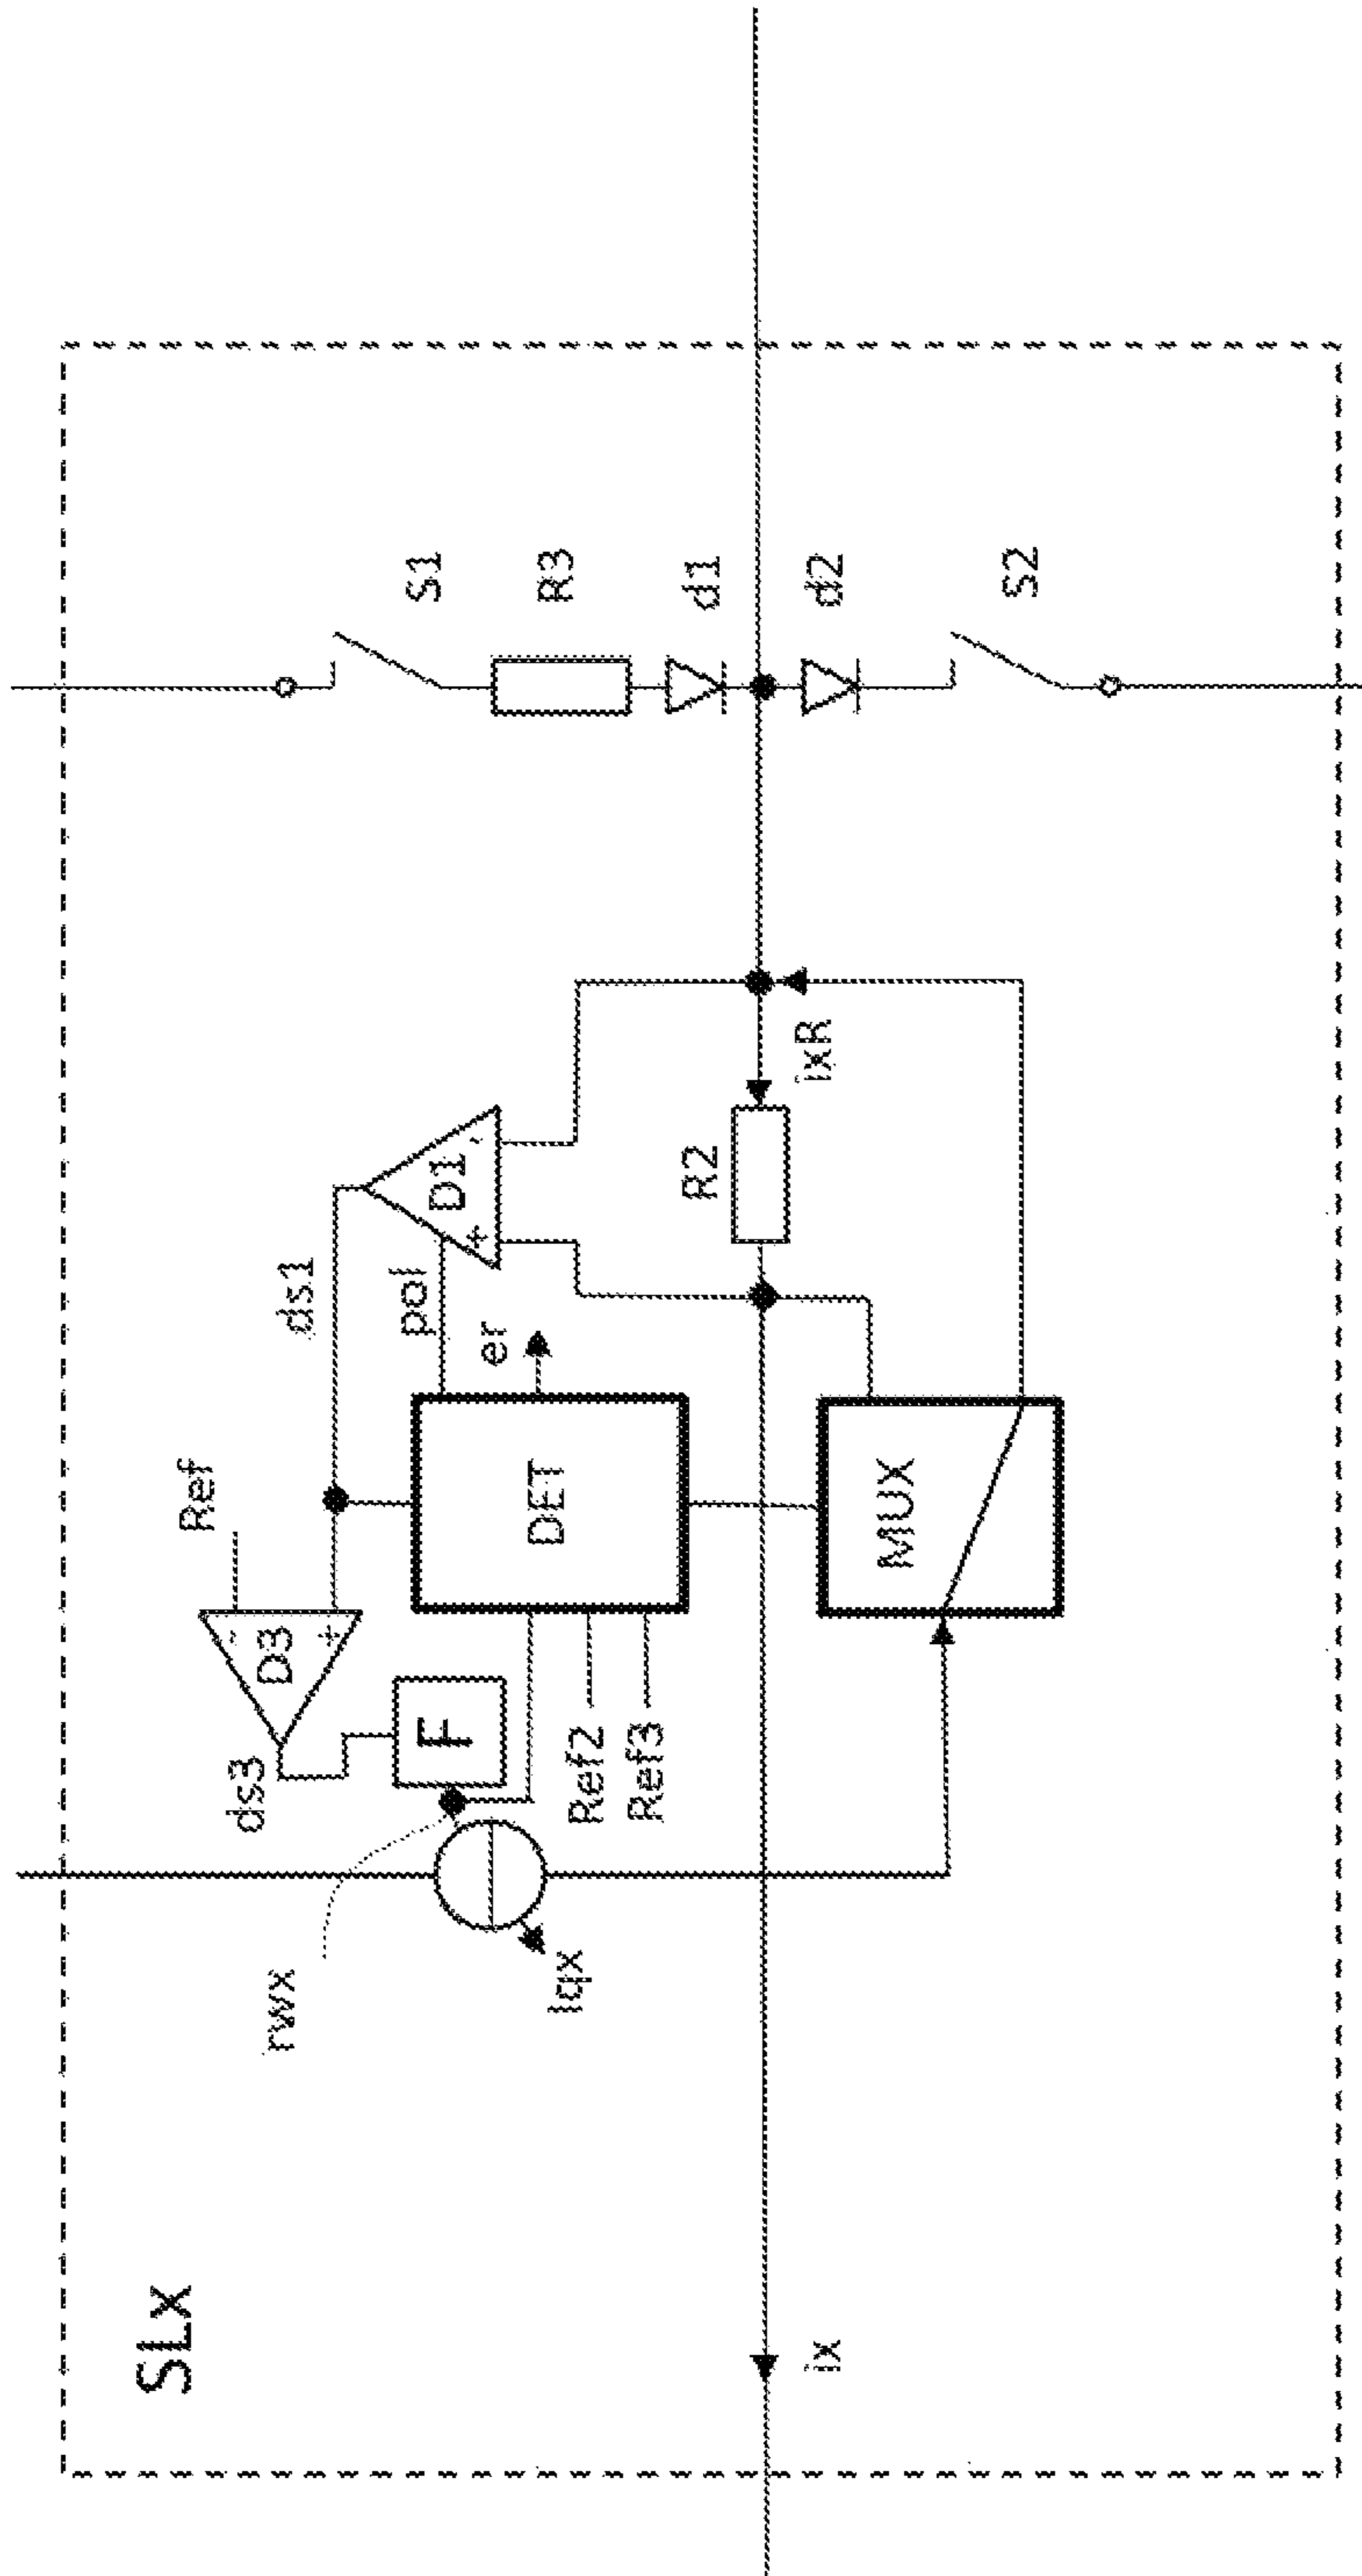 SLx
rwx
Iqx
ds3
D3
-
+
Ref
F
Ref2
Ref3
DET
ds1
pol
er
D1
+
-
MUX
R2
ixR
ix
S1
R3
d1
d2
S2